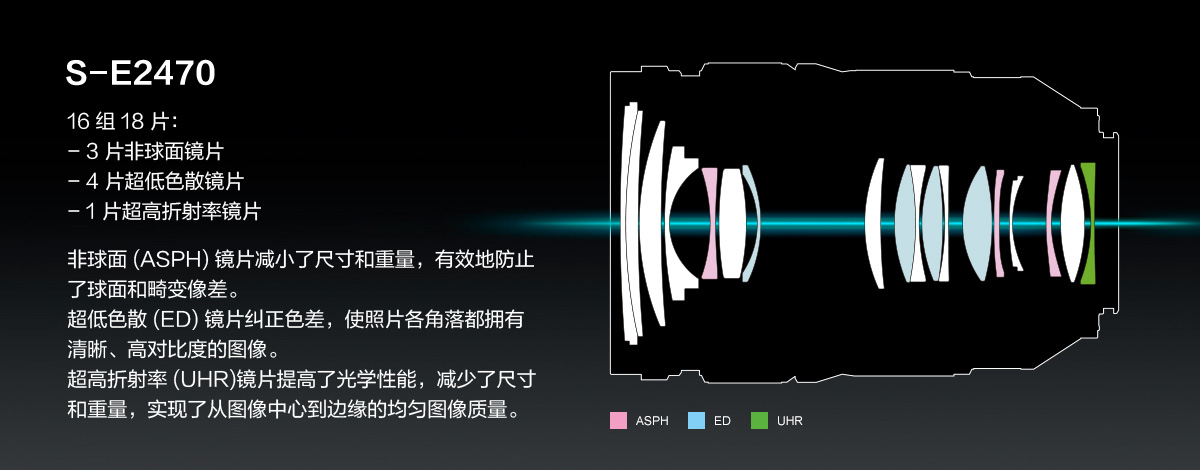 S-E2470
16 组 18 片：
- 3 片非球面镜片
- 4 片超低色散镜片
- 1 片超高折射率镜片
非球面 (ASPH) 镜片减小了尺寸和重量，有效地防止
了球面和畸变像差。
超低色散 (ED) 镜片纠正色差，使照片各角落都拥有
清晰、高对比度的图像。
超高折射率 (UHR)镜片提高了光学性能，减少了尺寸
和重量，实现了从图像中心到边缘的均匀图像质量。
ASPH ED UHR